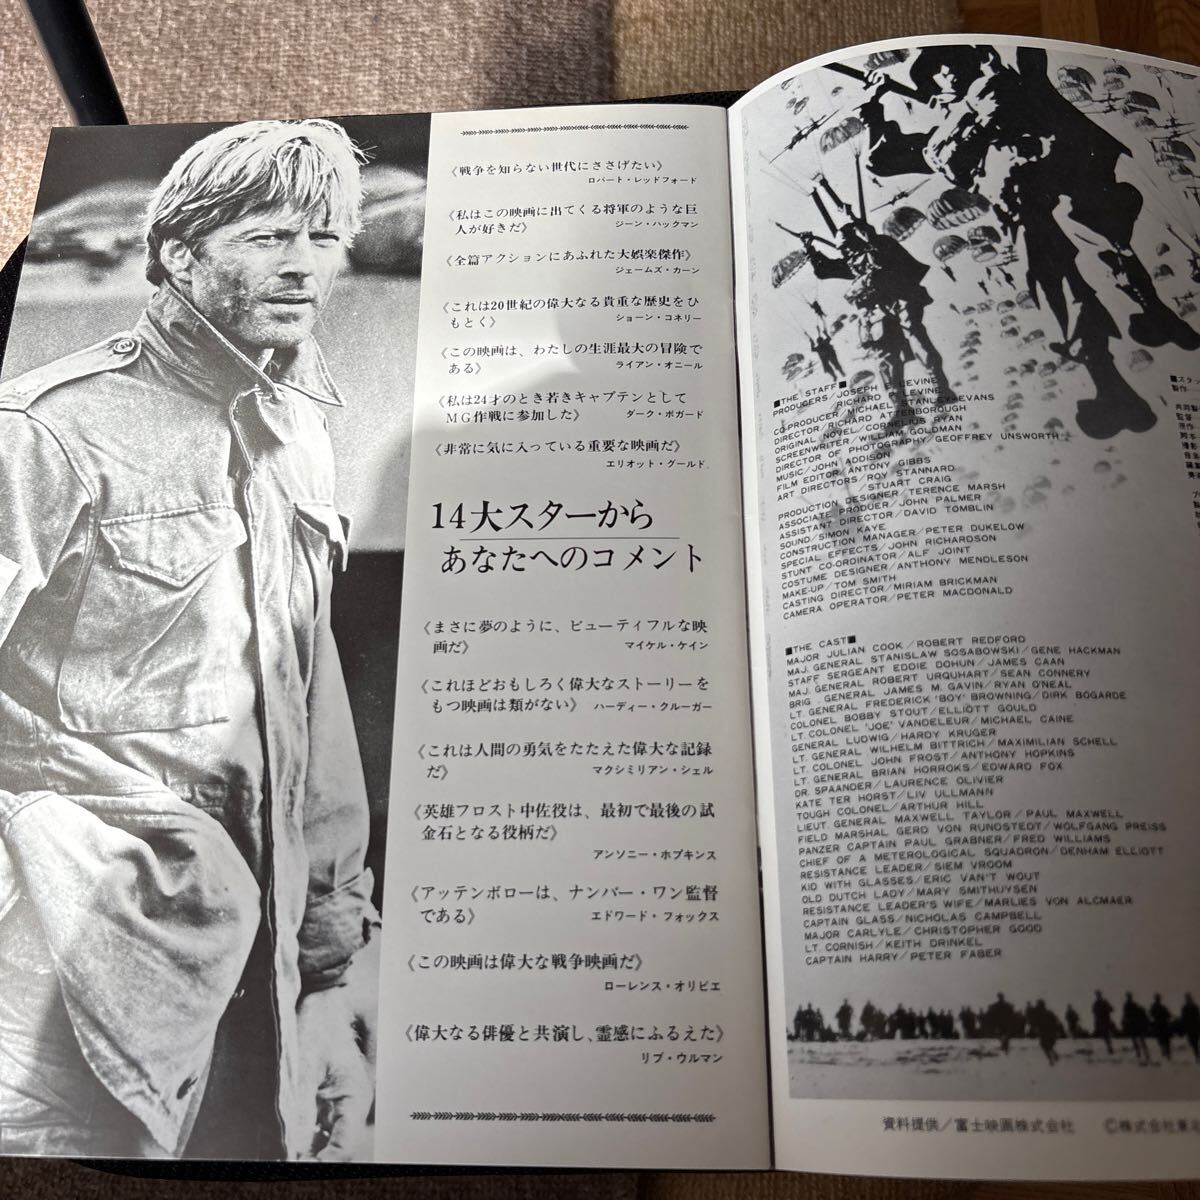 《戦争を知らない世代にささげたい》
ロバート・レッドフォード
《私はこの映画に出てくる将軍のような巨
人が好きだ》
ジーン・ハックマン
《全篇アクションにあふれた大娯楽傑作》
ジェームズ・カーン
《これは20世紀の偉大なる貴重な歴史をひ
もとく》
ショーン・コネリー
《この映画は、わたしの生涯最大の冒険で
ある》
ライアン・オニール
《私は24才のとき若きキャプテンとして
MG作戦に参加した》
ダーク・ボガード
《非常に気に入っている重要な映画だ》
エリオット・グールド
14大スターから
あなたへのコメント
《まさに夢のように、ビューティフルな映
画だ》
マイケル・ケイン
《これほどおもしろく偉大なストーリーを
もつ映画は類がない》
ハーディー・クルーガー
《これは人間の勇気をたたえた偉大な記録
だ》
マクシミリアン・シェル
《英雄フロスト中佐役は、最初で最後の試
金石となる役柄だ》
アンソニー・ホプキンス
《アッテンボローは、ナンバー・ワン監督
である》
エドワード・フォックス
《この映画は偉大な戦争映画だ》
ローレンス・オリビエ
《偉大なる俳優と共演し、霊感にふるえた》
リブ・ウルマン
■THE STAFF■
PRODUCERS/JOSEPH E. LEVINE
RICHARD P. LEVINE
CO-PRODUCER/MICHAEL STANLEY-EVANS
DIRECTOR/RICHARD ATTENBOROUGH
ORIGINAL NOVEL/CORNELIUS RYAN
SCREENWRITER/WILLIAM GOLDMAN
DIRECTOR OF PHOTOGRAPHY/GEOFFREY UNSWORTH
MUSIC/JOHN ADDISON
FILM EDITOR/ANTONY GIBBS
ART DIRECTORS/ROY STANNARD
STUART CRAIG
PRODUCTION DESIGNER/TERENCE MARSH
ASSOCIATE PRODUER/JOHN PALMER
ASSISTANT DIRECTOR/DAVID TOMBLIN
SOUND/SIMON KAYE
CONSTRUCTION MANAGER/PETER DUKELOW
SPECIAL EFFECTS/JOHN RICHARDSON
STUNT CO-ORDINATOR/ALF JOINT
COSTUME DESIGNER/ANTHONY MENDLESON
MAKE-UP/TOM SMITH
CASTING DIRECTOR/MIRIAM BRICKMAN
CAMERA OPERATOR/PETER MACDONALD
■THE CAST■
MAJOR JULIAN COOK/ROBERT REDFORD
MAJ. GENERAL STANISLAW SOSABOWSKI/GENE HACKMAN
STAFF SERGEANT EDDIE DOHUN/JAMES CAAN
MAJ. GENERAL ROBERT URQUHART/SEAN CONNERY
BRIG. GENERAL JAMES M. GAVIN/RYAN O'NEAL
LT. GENERAL FREDERICK 'BOY' BROWNING/DIRK BOGARDE
COLONEL BOBBY STOUT/ELLIOTT GOULD
LT. COLONEL 'JOE' VANDELEUR/MICHAEL CAINE
GENERAL LUDWIG/HARDY KRUGER
LT. GENERAL WILHELM BITTRICH/MAXIMILIAN SCHELL
LT. COLONEL JOHN FROST/ANTHONY HOPKINS
LT. GENERAL BRIAN HORROKS/EDWARD FOX
DR. SPAANDER/LAURENCE OLIVIER
KATE TER HORST/LIV ULLMANN
TOUGH COLONEL/ARTHUR HILL
LIEUT. GENERAL MAXWELL TAYLOR/PAUL MAXWELL
FIELD MARSHAL GERD VON RUNDSTEDT/WOLFGANG PREISS
PANZER CAPTAIN PAUL GRABNER/FRED WILLIAMS
CHIEF OF A METEROLOGICAL SQUADRON/DENHAM ELLIOTT
RESISTANCE LEADER/SIEM VROOM
KID WITH GLASSES/ERIC VAN'T WOUT
OLD DUTCH LADY/MARY SMITHUYSEN
RESISTANCE LEADER'S WIFE/MARLIES VON ALCMAER
CAPTAIN GLASS/NICHOLAS CAMPBELL
MAJOR CARLYLE/CHRISTOPHER GOOD
LT. CORNISH/KEITH DRINKEL
CAPTAIN HARRY/PETER FABER
■スタッ
製作
共同製
監督
原作
脚本
撮影
音楽
資料提供/富士映画株式会社
©株式会社東